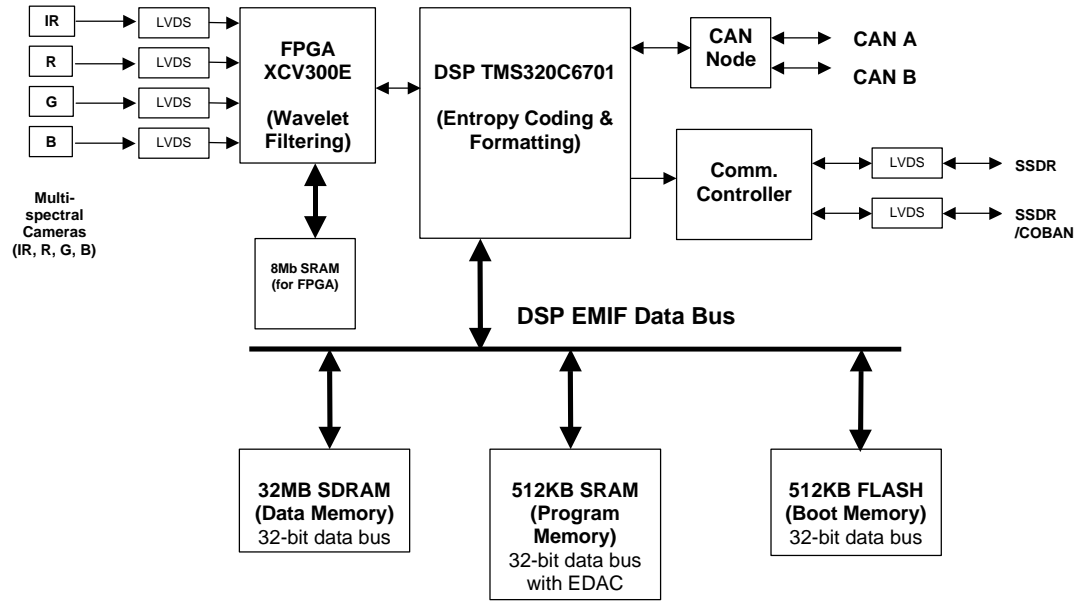 IR
LVDS
R
LVDS
G
LVDS
B
LVDS
Multi-
spectral
Cameras
(IR, R, G, B)
FPGA
XCV300E
(Wavelet
Filtering)
8Mb SRAM
(for FPGA)
DSP TMS320C6701
(Entropy Coding &
Formatting)
CAN
Node
CAN A
CAN B
Comm.
Controller
LVDS
SSDR
LVDS
SSDR
/COBAN
DSP EMIF Data Bus
32MB SDRAM
(Data Memory)
32-bit data bus
512KB SRAM
(Program
Memory)
32-bit data bus
with EDAC
512KB FLASH
(Boot Memory)
32-bit data bus